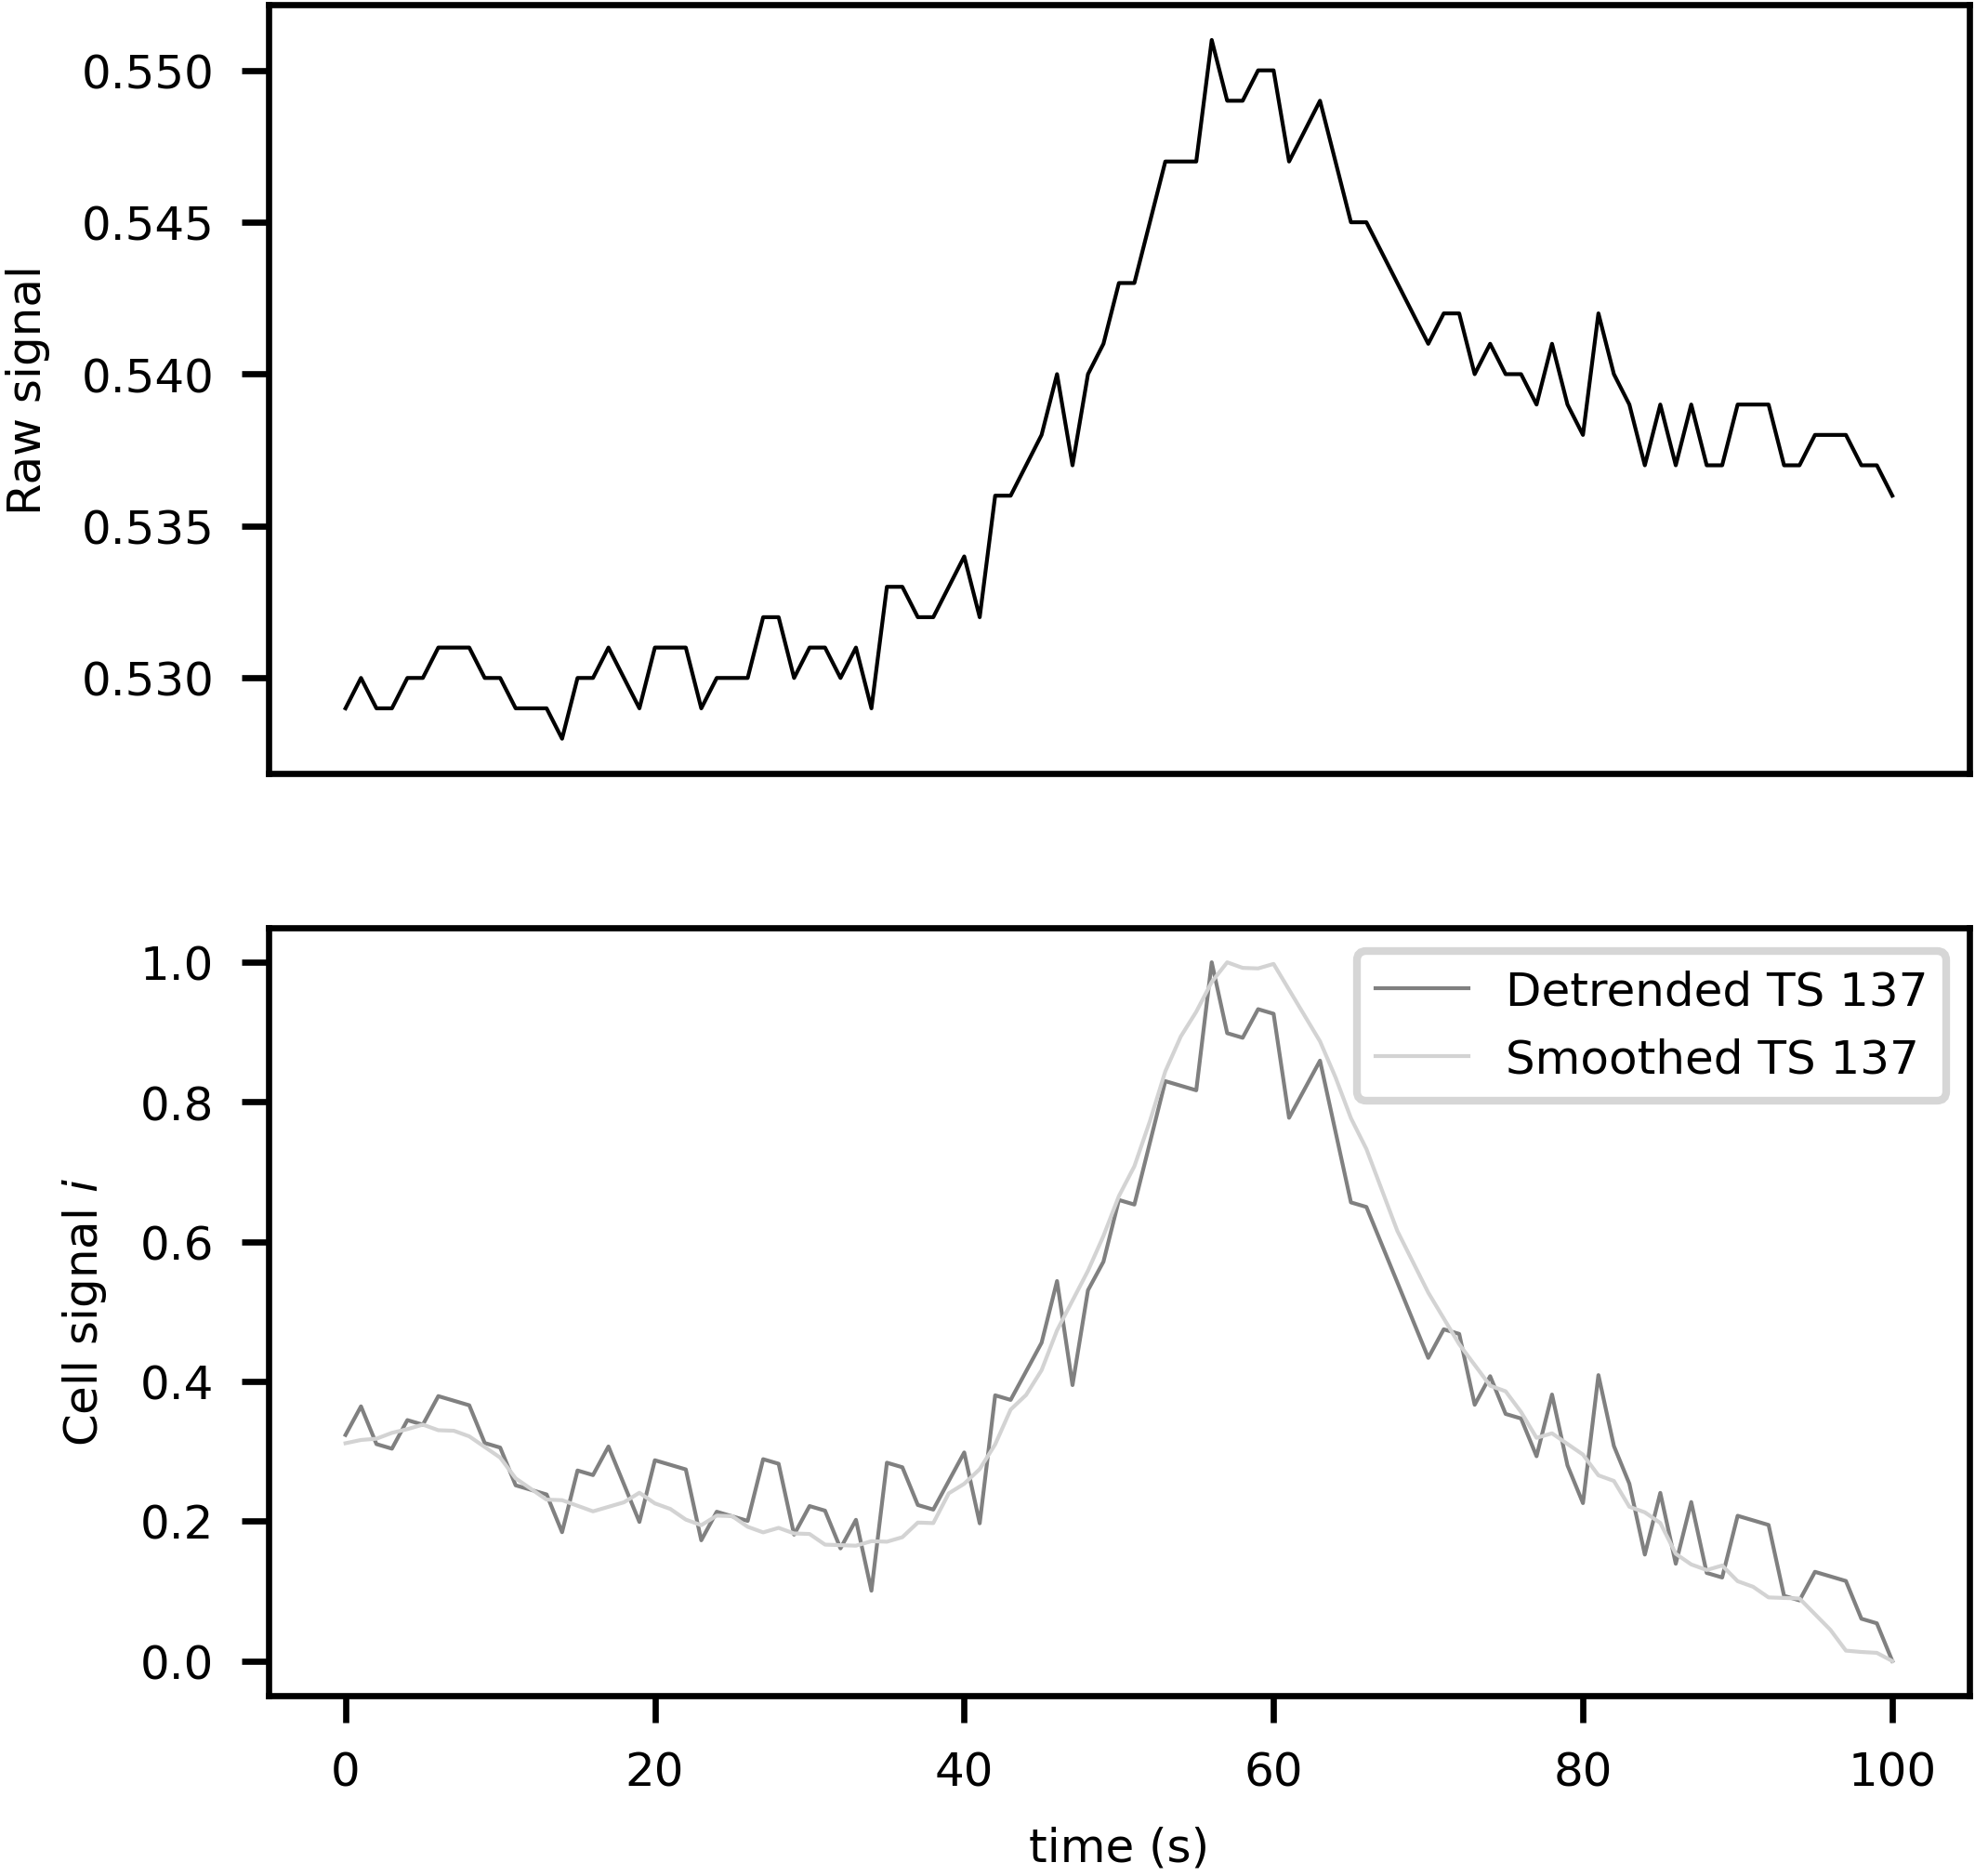 Raw signal
0.550
0.545
0.540
0.535
0.530
Cell signal i
1.0
0.8
0.6
0.4
0.2
0.0
Detrended TS 137
Smoothed TS 137
0 20 40 60 80 100
time (s)